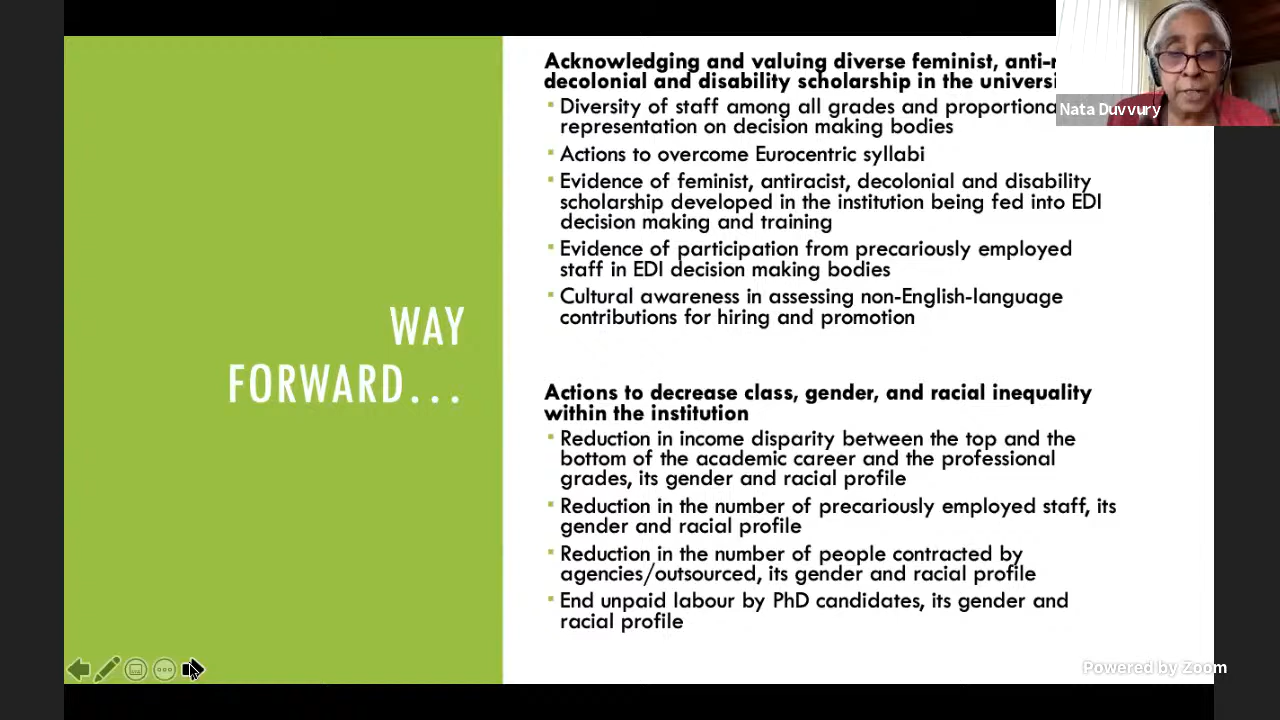 WAY
FORWARD...
Acknowledging and valuing diverse feminist,
decolonial and disability scholarship in the
Diversity of staff among all grades and
representation on decision making bodies
Actions to overcome Eurocentric syllabi
Evidence of feminist, antiracist, decolonial and disability
scholarship developed in the institution being fed into EDI
decision making and training
Evidence of participation from precariously employed
staff in EDI decision making bodies
Cultural awareness in assessing non-English-language
contributions for hiring and promotion
Actions to decrease class, gender, and racial inequality
within the institution
Reduction in income disparity between the top and the
bottom of the academic career and the professional
grades, its gender and racial profile
Reduction in the number of precariously employed staff, its
gender and racial profile
Reduction in the number of people contracted by
agencies/outsourced, its gender and racial profile
End unpaid labour by PhD candidates, its gender and
racial profile
Nata Duvvury
Powered by Zoom